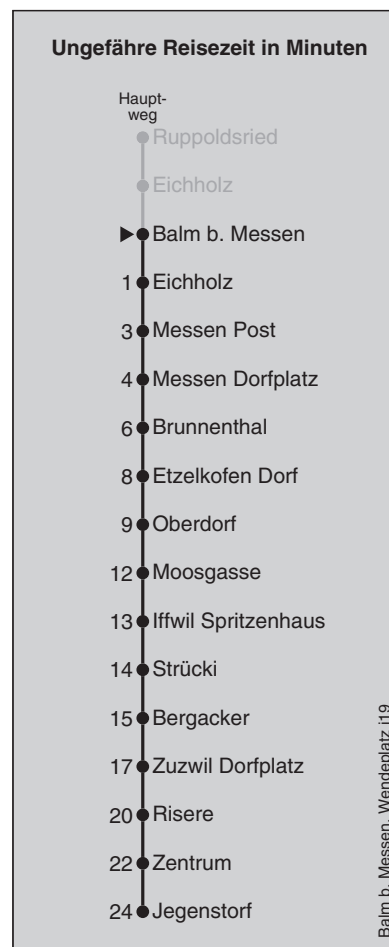 Ungefähre Reisezeit in Minuten
Haupt-
weg
Ruppoldsried
Eichholz
Balm b. Messen
1 Eichholz
3 Messen Post
4 Messen Dorfplatz
6 Brunnenthal
8 Etzelkofen Dorf
9 Oberdorf
12 Moosgasse
13 Iffwil Spritzenhaus
14 Strücki
15 Bergacker
17 Zuzwil Dorfplatz
20 Risere
22 Zentrum
24 Jegenstorf
Balm b. Messen, Wendeplatz i19